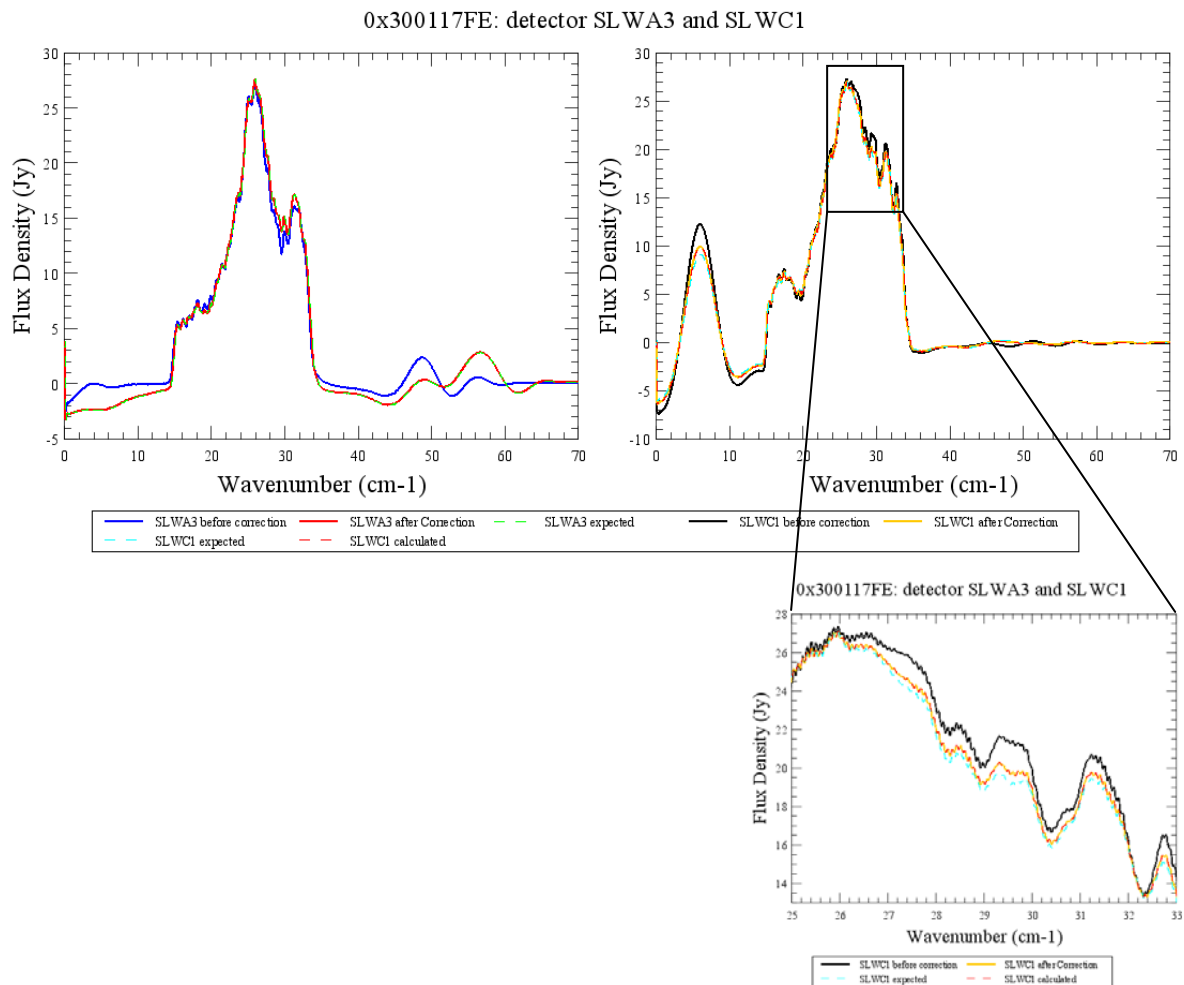 0x300117FE: detector SLWA3 and SLWC1
30
25
20
15
10
5
0
-5
Flux Density (Jy)
0 10 20 30 40 50 60 70
Wavenumber (cm-1)
30
25
20
15
10
5
0
-5
-10
Flux Density (Jy)
0 10 20 30 40 50 60 70
Wavenumber (cm-1)
SLWA3 before correction SLWA3 after Correction SLWA3 expected SLWC1 before correction SLWC1 after Correction
SLWC1 expected SLWC1 calculated
0x300117FE: detector SLWA3 and SLWC1
28
26
24
22
20
18
16
14
Flux Density (Jy)
25 26 27 28 29 30 31 32 33
Wavenumber (cm-1)
SLWC1 before correction SLWC1 after Correction
SLWC1 expected SLWC1 calculated